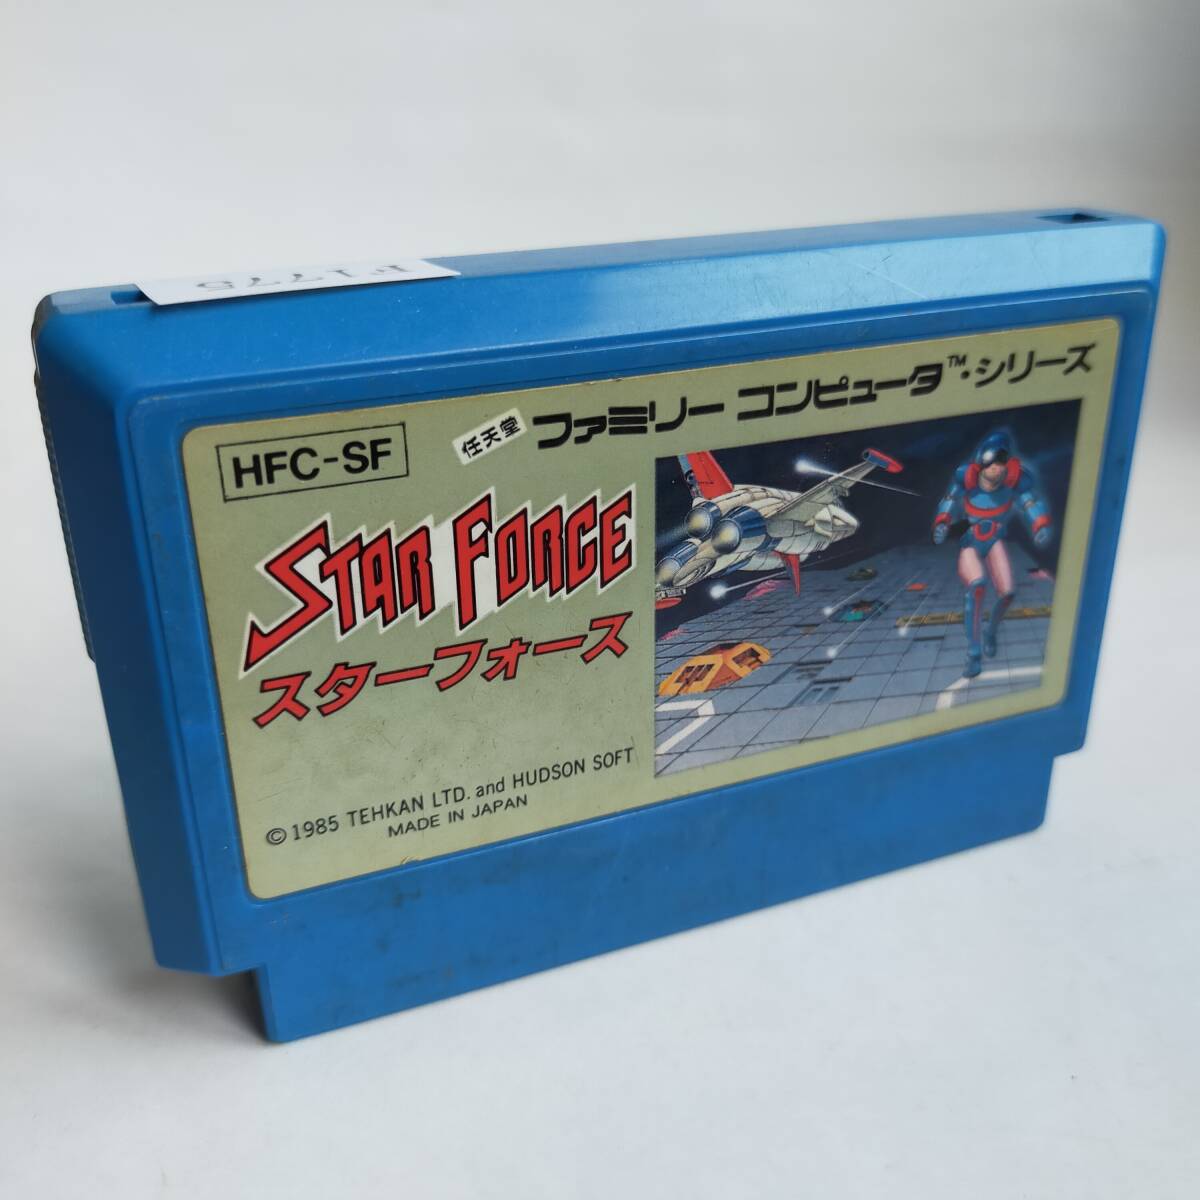 F1775
HFC-SF
任天堂 ファミリー コンピュータ™・シリーズ
STAR FORCE
スターフォース
©1985 TEHKAN LTD. and HUDSON SOFT
MADE IN JAPAN